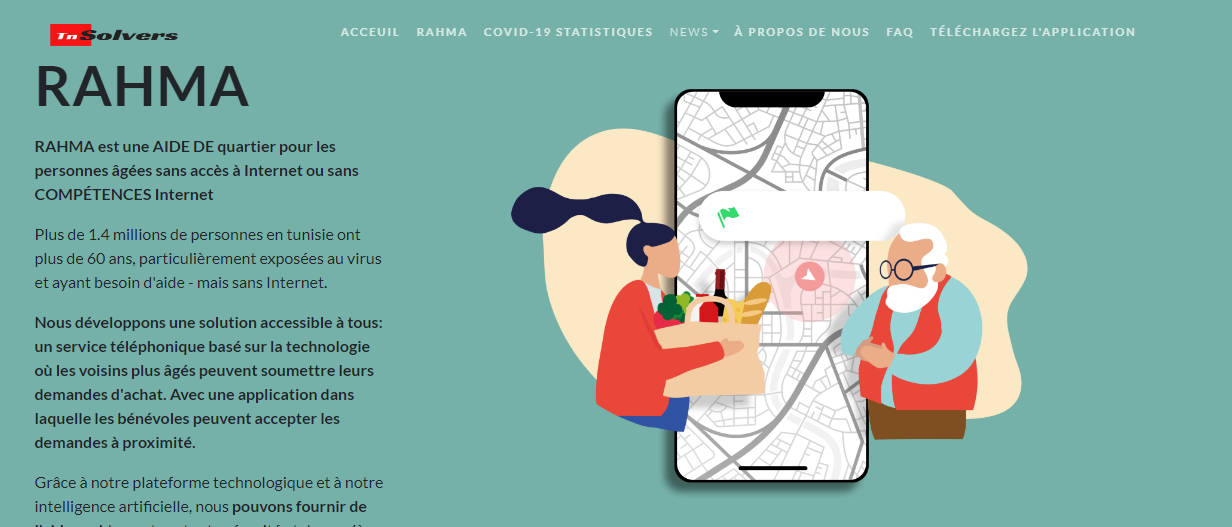 TnSolvers
ACCEUIL RAHMA COVID-19 STATISTIQUES NEWS À PROPOS DE NOUS FAQ TÉLÉCHARGEZ L'APPLICATION
RAHMA
RAHMA est une AIDE DE quartier pour les
personnes âgées sans accès à Internet ou sans
COMPÉTENCES Internet
Plus de 1.4 millions de personnes en tunisie ont
plus de 60 ans, particulièrement exposées au virus
et ayant besoin d'aide - mais sans Internet.
Nous développons une solution accessible à tous:
un service téléphonique basé sur la technologie
où les voisins plus âgés peuvent soumettre leurs
demandes d'achat. Avec une application dans
laquelle les bénévoles peuvent accepter les
demandes à proximité.
Grâce à notre plateforme technologique et à notre
intelligence artificielle, nous pouvons fournir de